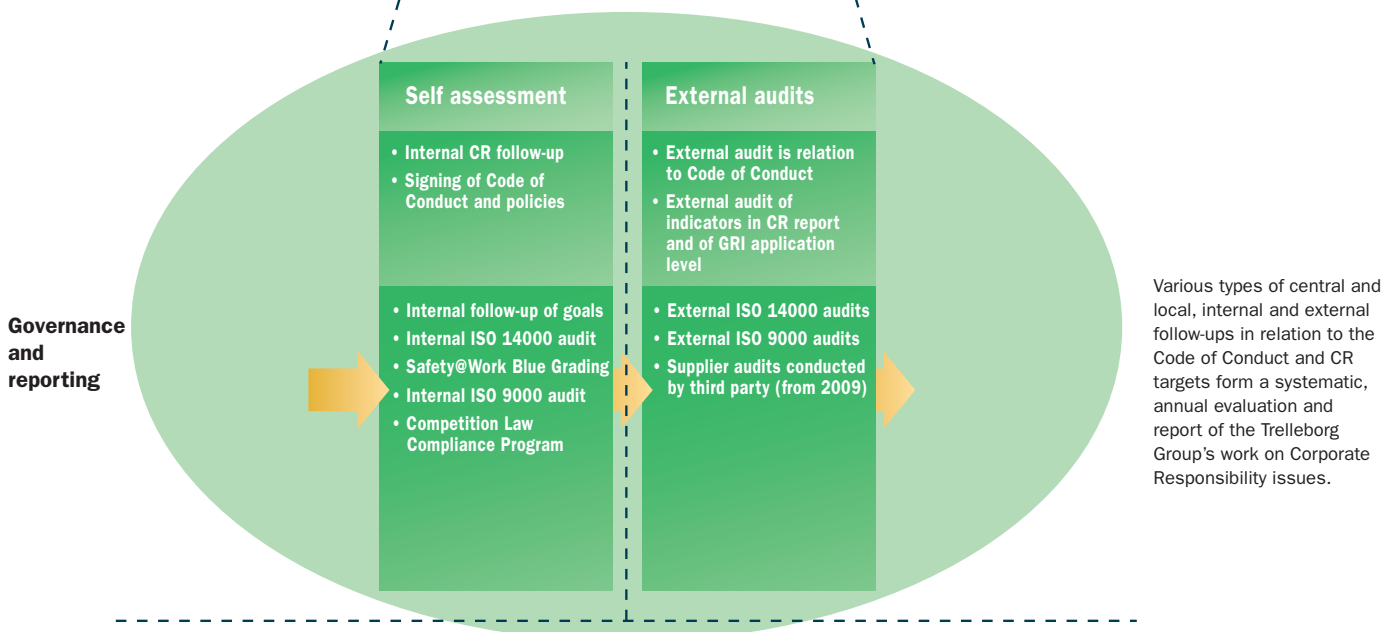 Governance
and
reporting
Self assessment
• Internal CR follow-up
• Signing of Code of
Conduct and policies
• Internal follow-up of goals
• Internal ISO 14000 audit
• Safety@Work Blue Grading
• Internal ISO 9000 audit
• Competition Law
Compliance Program
External audits
• External audit is relation
to Code of Conduct
• External audit of
indicators in CR report
and of GRI application
level
• External ISO 14000 audits
• External ISO 9000 audits
• Supplier audits conducted
by third party (from 2009)
Various types of central and
local, internal and external
follow-ups in relation to the
Code of Conduct and CR
targets form a systematic,
annual evaluation and
report of the Trelleborg
Group’s work on Corporate
Responsibility issues.